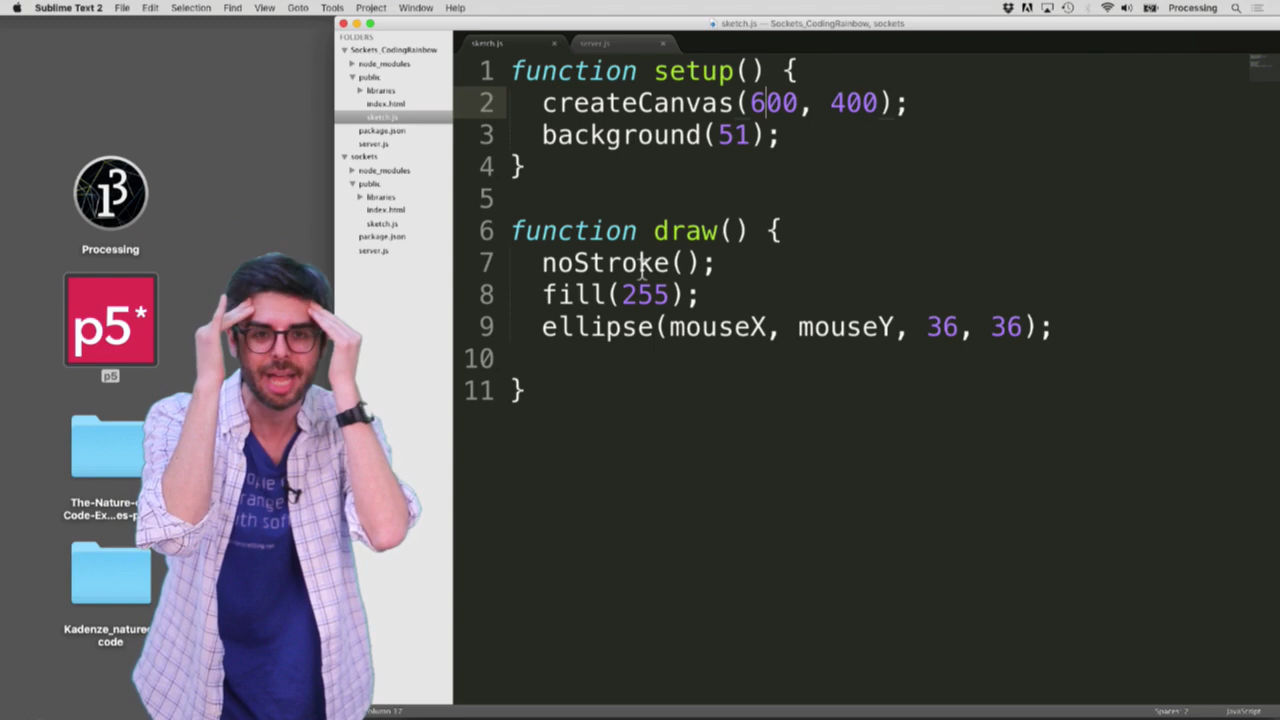 Sublime Text 2 File Edit Selection Find View Goto Tools Project Window Help
Processing
sketch.js — Sockets_CodingRainbow, sockets
FOLDERS
Sockets_CodingRainbow
node_modules
public
libraries
index.html
sketch.js
package.json
server.js
sockets
node_modules
public
libraries
index.html
sketch.js
package.json
server.js
sketch.js
server.js
1 function setup() {
2 createCanvas(600, 400);
3 background(51);
4 }
5
6 function draw() {
7 noStroke();
8 fill(255);
9 ellipse(mouseX, mouseY, 36, 36);
10
11 }
Processing
p5*
p5
The-Nature-
Code-Ex...es-p
Kadenze_nature
code
with
Column 17
Spaces: 2
JavaScript